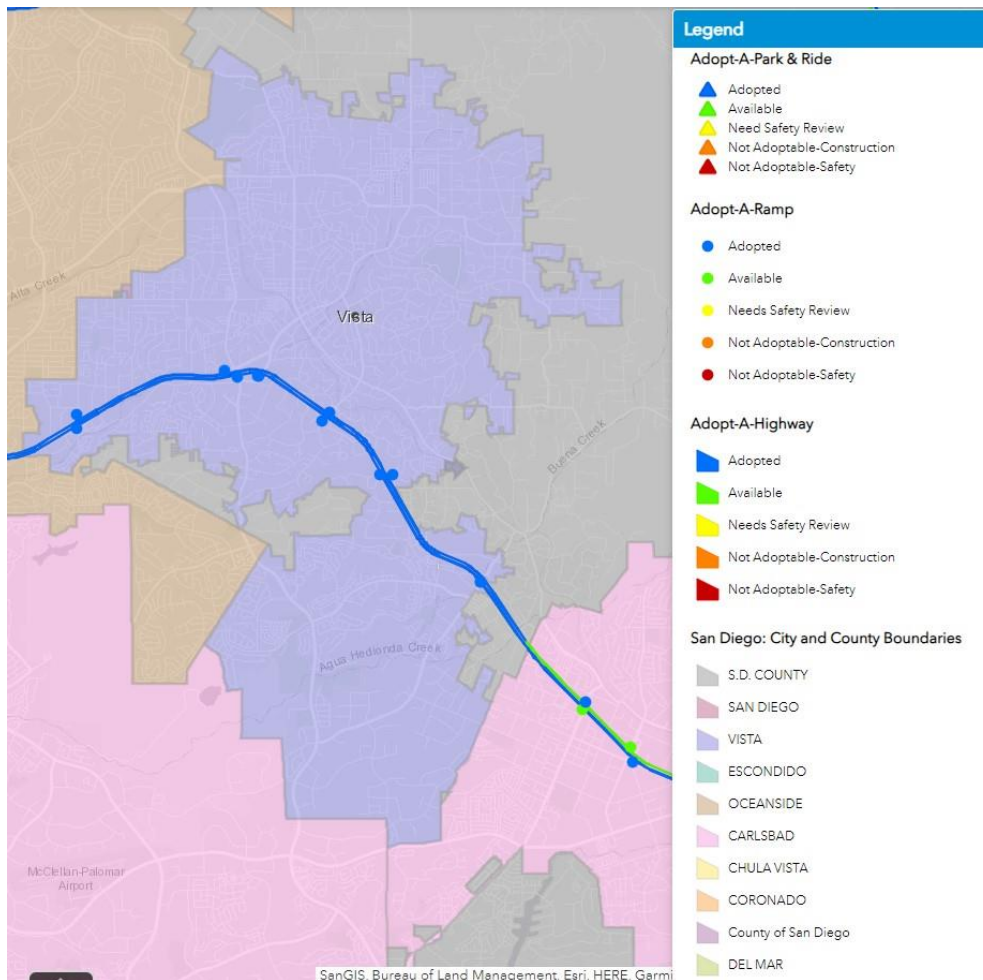 Alta Creek
Vista
Buena Creek
Agua Hedionda Creek
McClellan-Palomar
Airport
SanGIS, Bureau of Land Management, Esri, HERE, Garmi
Legend
Adopt-A-Park & Ride
Adopted
Available
Need Safety Review
Not Adoptable-Construction
Not Adoptable-Safety
Adopt-A-Ramp
Adopted
Available
Needs Safety Review
Not Adoptable-Construction
Not Adoptable-Safety
Adopt-A-Highway
Adopted
Available
Needs Safety Review
Not Adoptable-Construction
Not Adoptable-Safety
San Diego: City and County Boundaries
S.D. COUNTY
SAN DIEGO
VISTA
ESCONDIDO
OCEANSIDE
CARLSBAD
CHULA VISTA
CORONADO
County of San Diego
DEL MAR